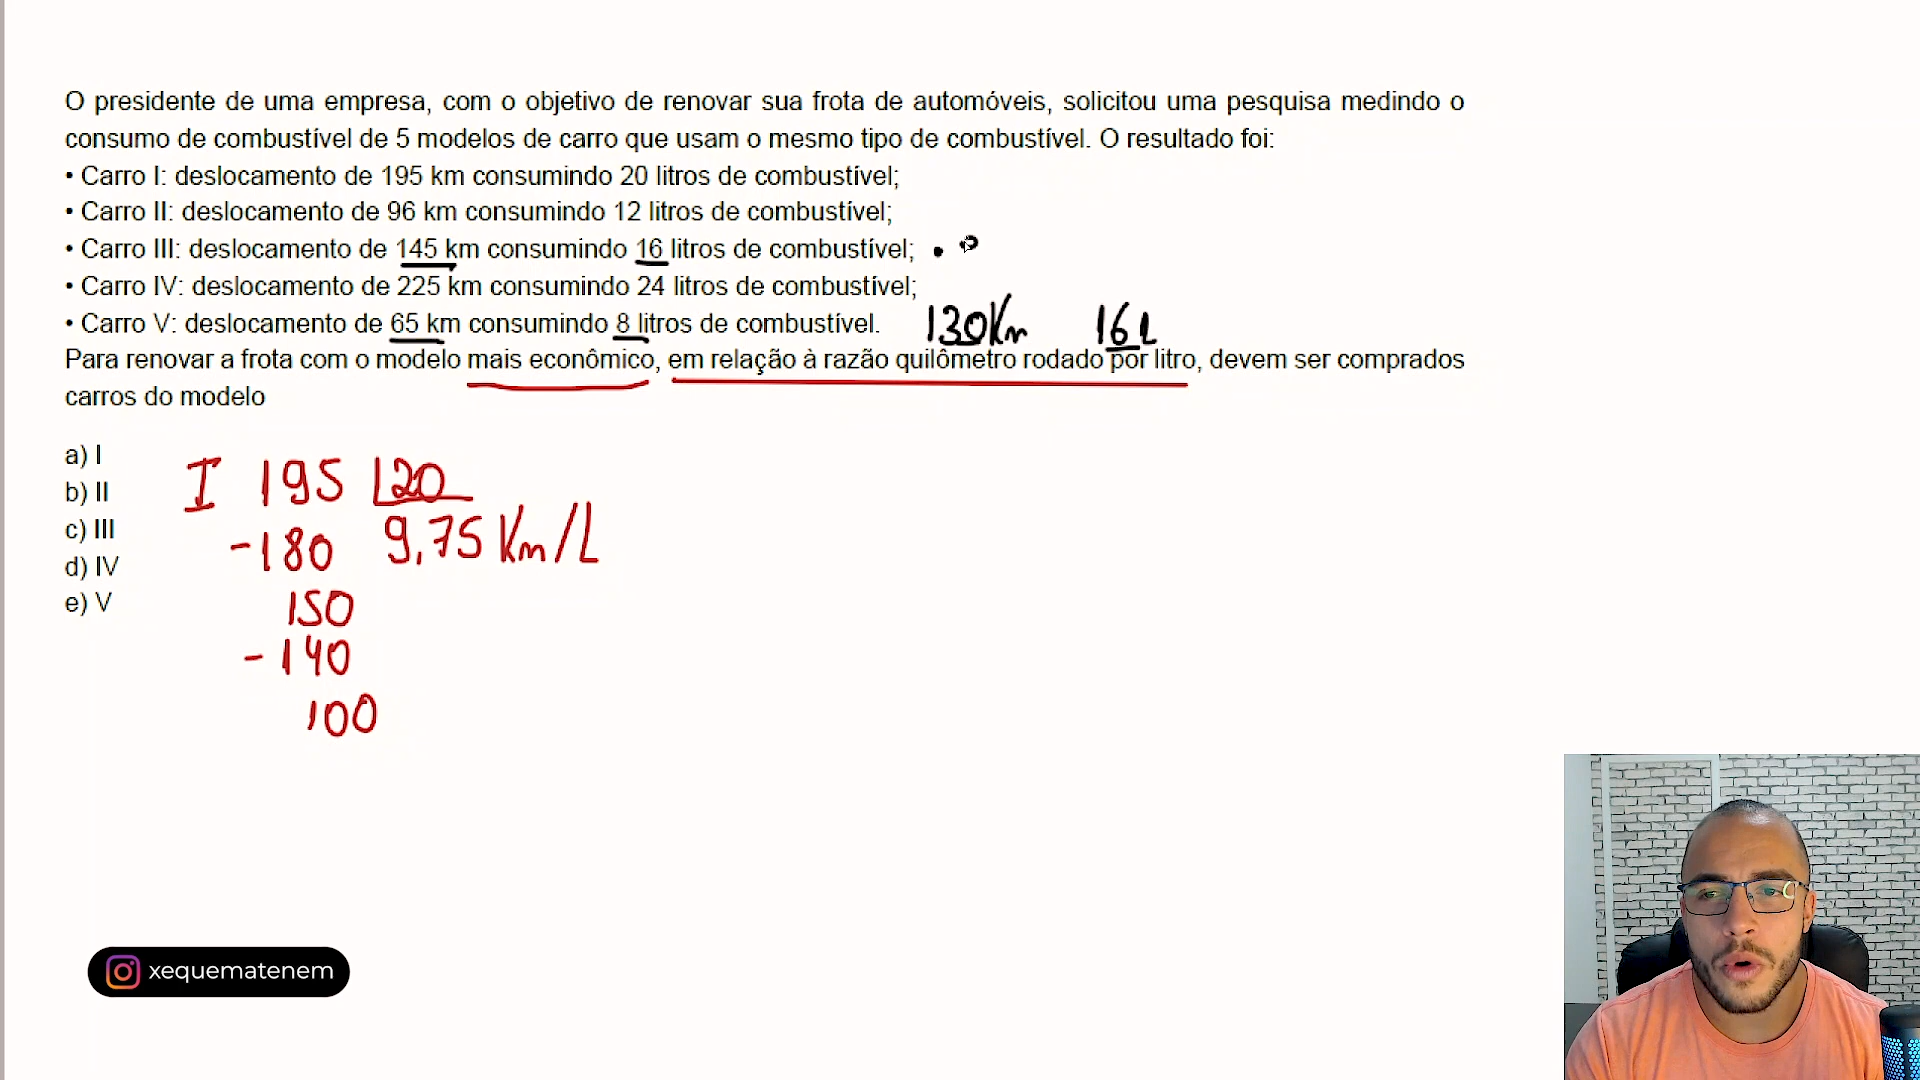 O presidente de uma empresa, com o objetivo de renovar sua frota de automóveis, solicitou uma pesquisa medindo o
consumo de combustível de 5 modelos de carro que usam o mesmo tipo de combustível. O resultado foi:
• Carro I: deslocamento de 195 km consumindo 20 litros de combustível;
• Carro II: deslocamento de 96 km consumindo 12 litros de combustível;
• Carro III: deslocamento de 145 km consumindo 16 litros de combustível;
• Carro IV: deslocamento de 225 km consumindo 24 litros de combustível;
• Carro V: deslocamento de 65 km consumindo 8 litros de combustível. 130Km 16L
Para renovar a frota com o modelo mais econômico, em relação à razão quilômetro rodado por litro, devem ser comprados
carros do modelo
a) I
b) II
c) III
d) IV
e) V
I 195 20
-180 9,75 Km/L
150
-140
100
xequematenem